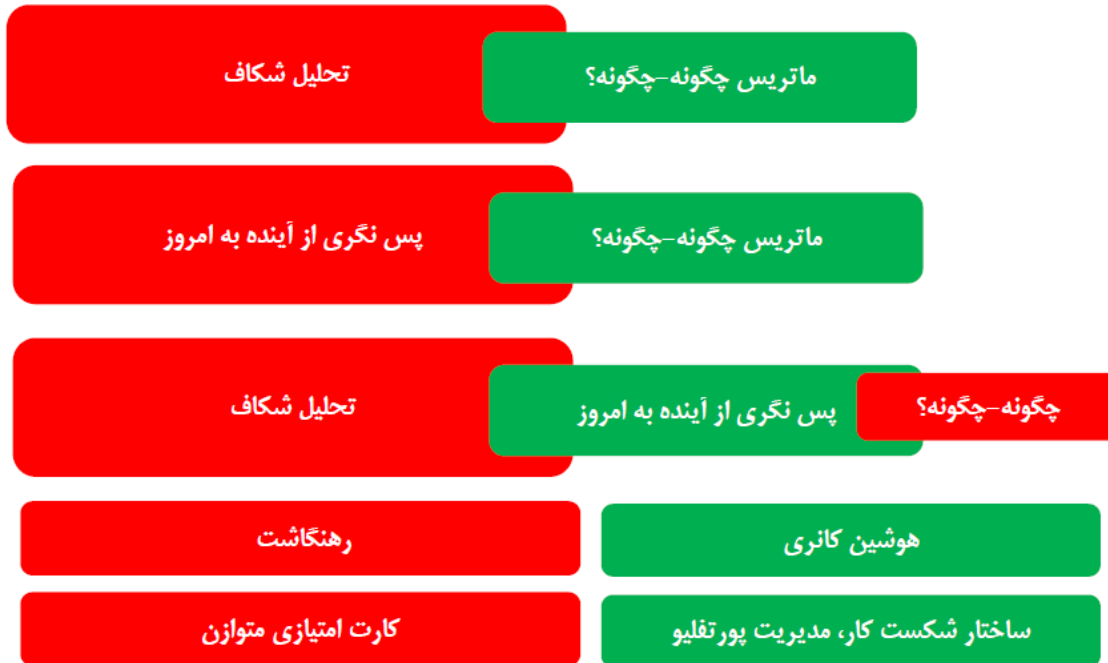 تحلیل شکاف
ماتریس چگونه-چگونه؟
پس نگری از آینده به امروز
ماتریس چگونه-چگونه؟
تحلیل شکاف
پس نگری از آینده به امروز
چگونه-چگونه؟
رهنگاشت
هوشین کانری
کارت امتیازی متوازن
ساختار شکست کار، مدیریت پورتفلیو